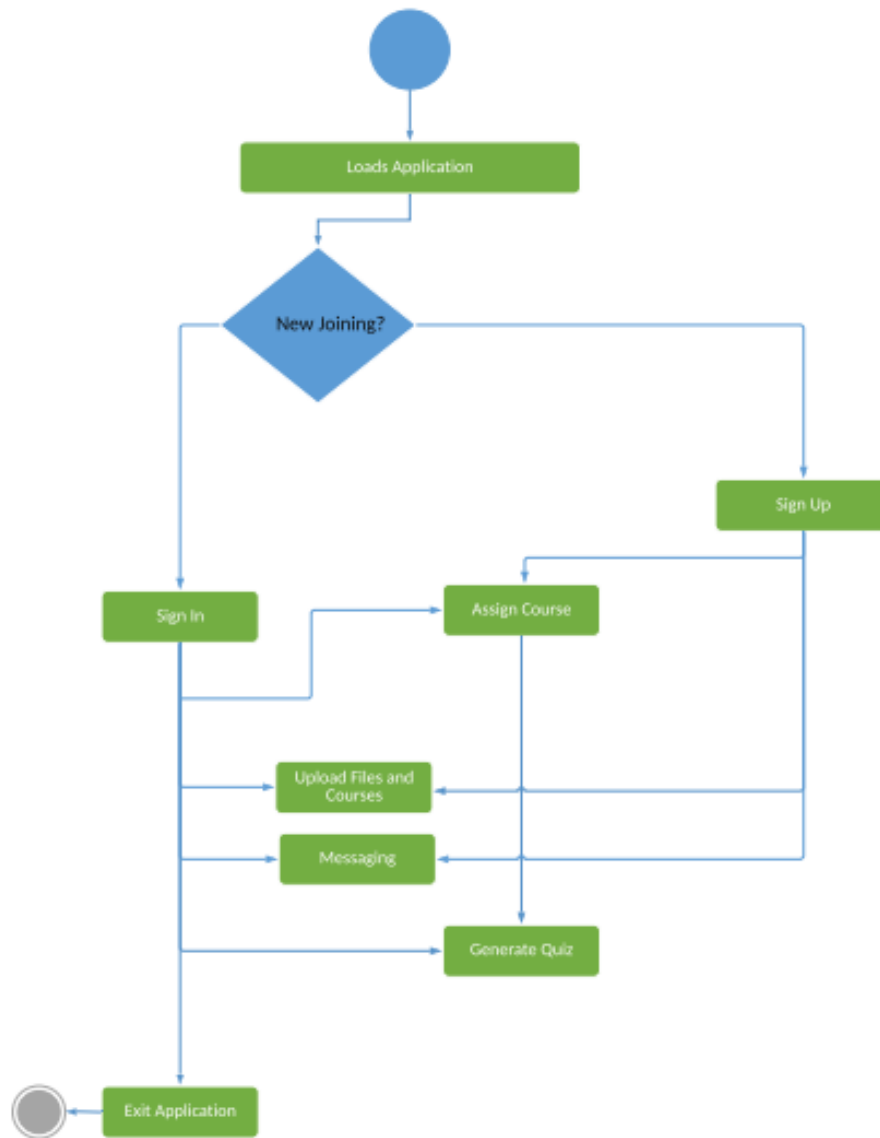 Loads Application
New Joining?
Sign Up
Assign Course
Sign In
Upload Files and
Courses
Messaging
Generate Quiz
Exit Application